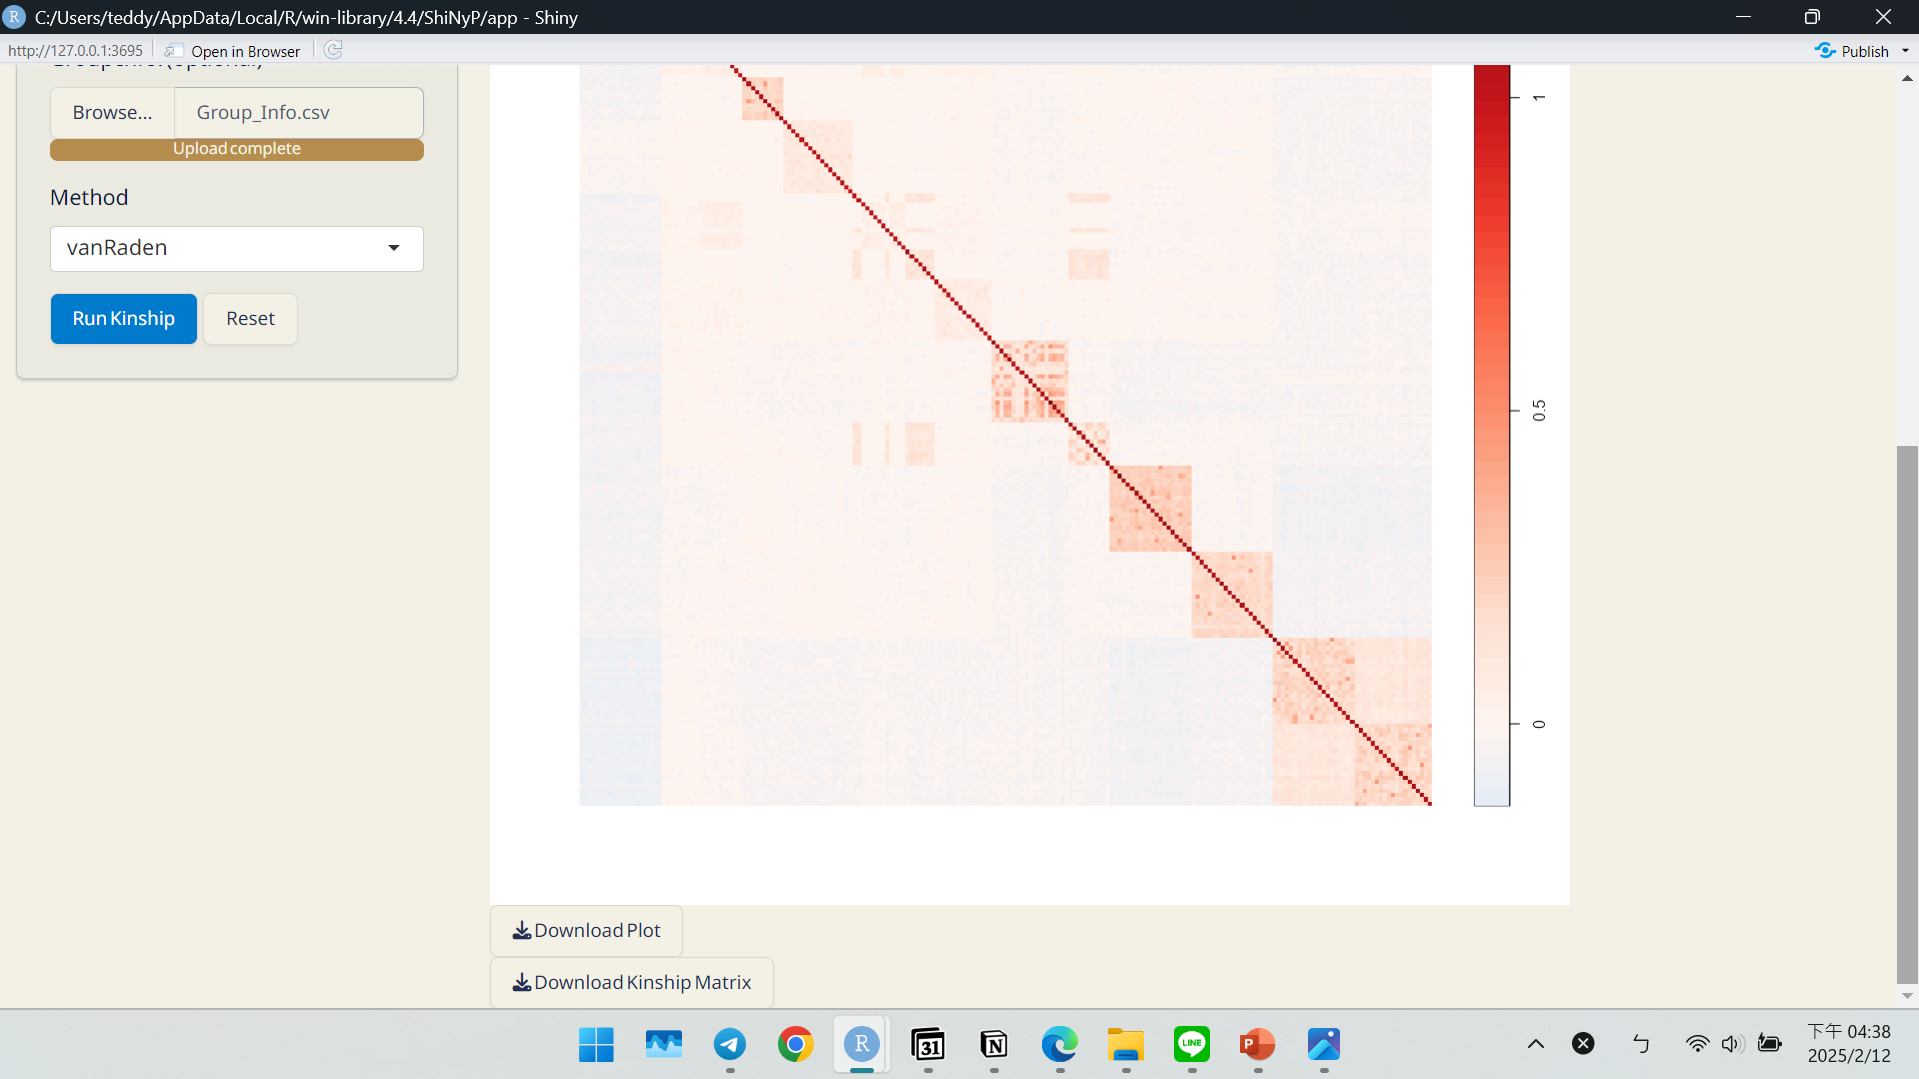 R C:/Users/teddy/AppData/Local/R/win-library/4.4/ShiNyP/app - Shiny
http://127.0.0.1:3695 Open in Browser Publish
Browse... Group_Info.csv
Upload complete
Method
vanRaden
Run Kinship Reset
1
0.5
0
Download Plot
Download Kinship Matrix
R 31 N LINE P ㄅ 下午 04:38
2025/2/12